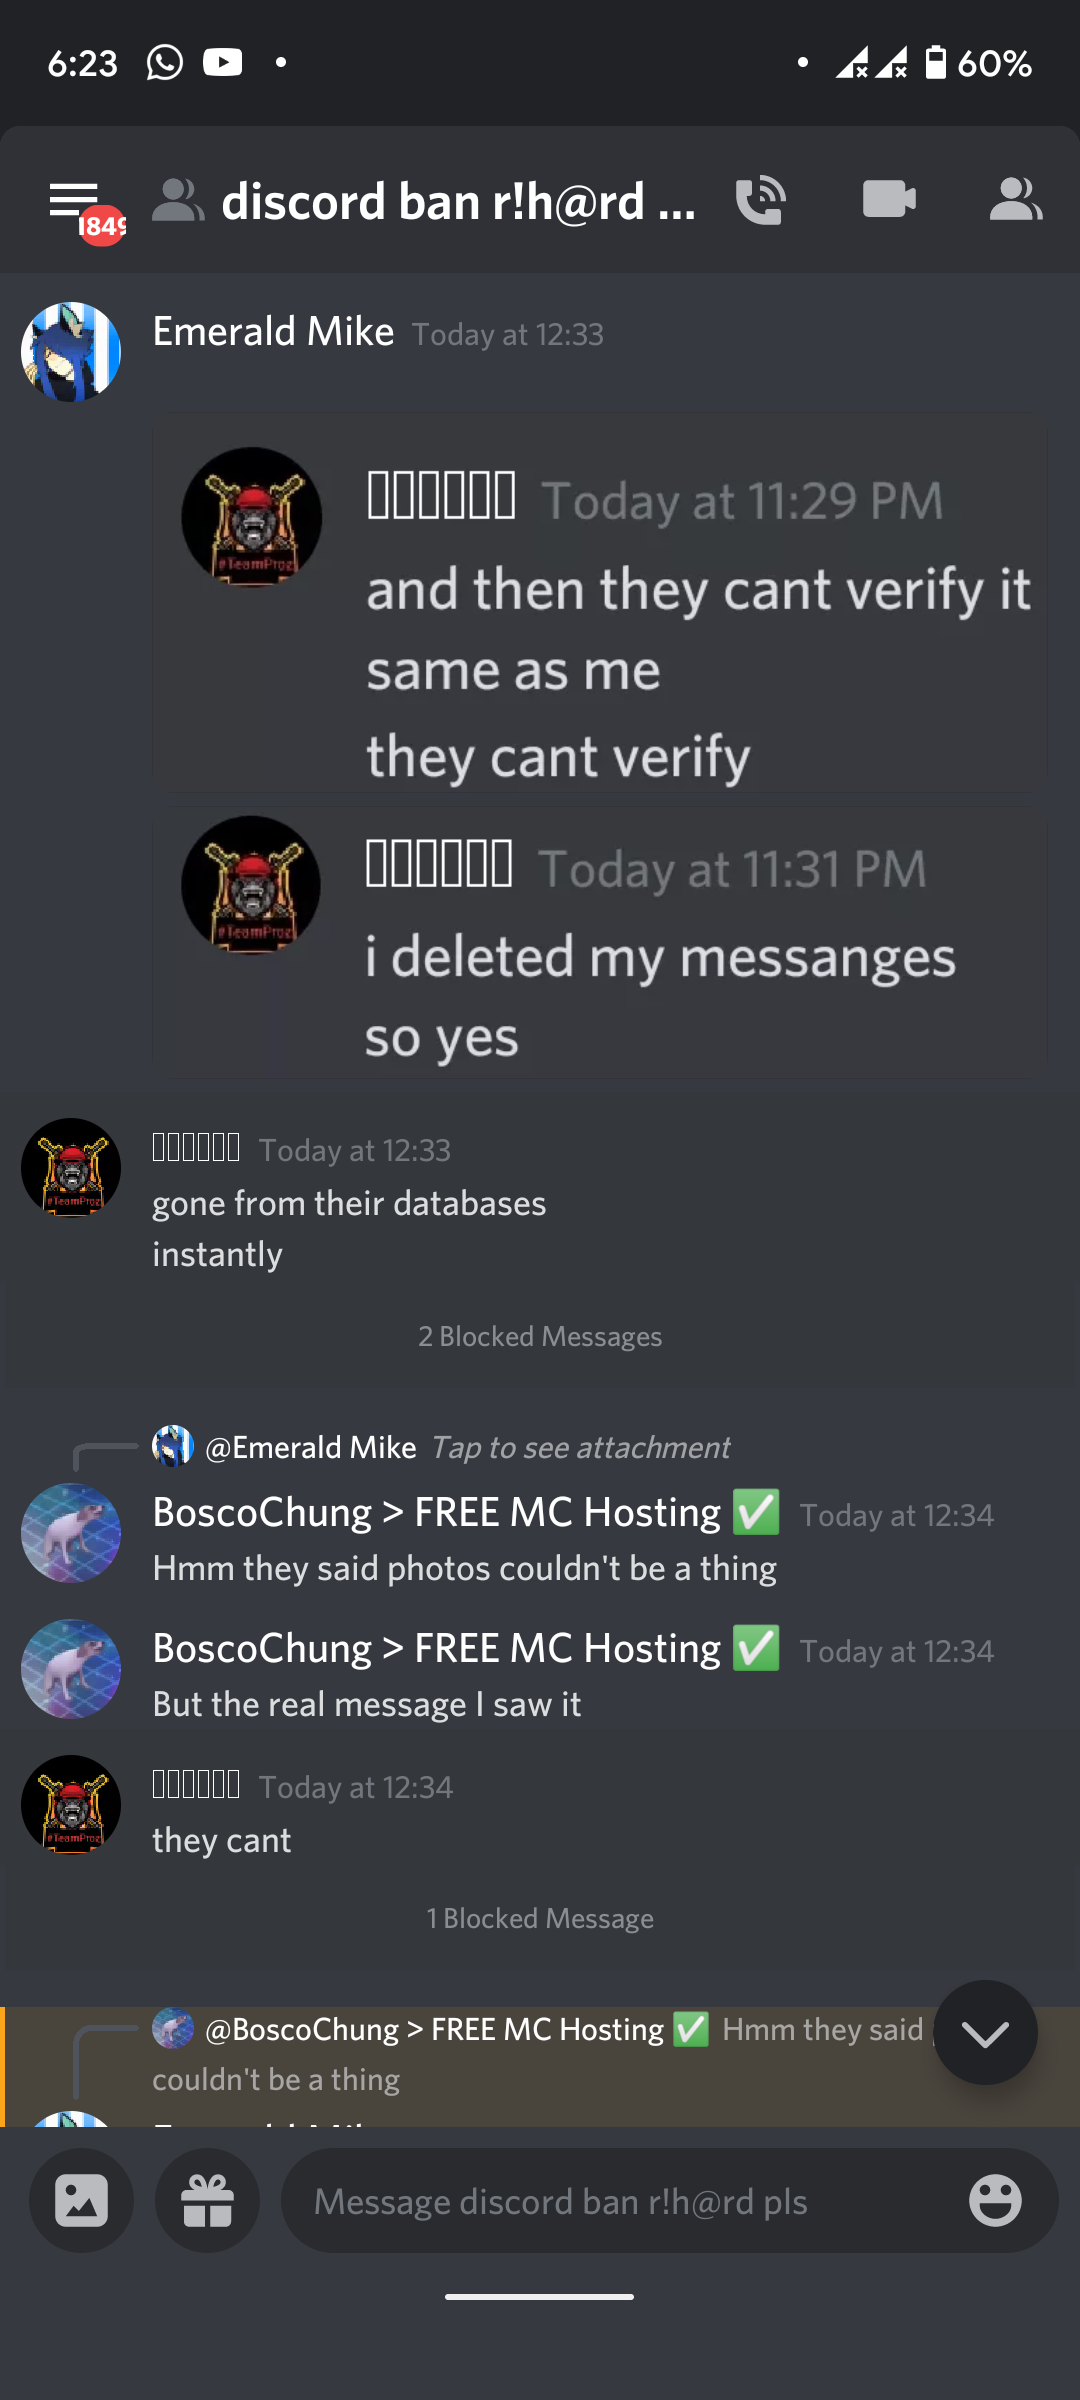 6:23 60%
1849 discord ban r!h@rd ...
Emerald Mike Today at 12:33
Today at 11:29 PM
#TeamProz
and then they cant verify it
same as me
they cant verify
Today at 11:31 PM
#TeamProz
i deleted my messanges
so yes
Today at 12:33
#TeamProz
gone from their databases
instantly
2 Blocked Messages
@Emerald Mike Tap to see attachment
BoscoChung > FREE MC Hosting ✅ Today at 12:34
Hmm they said photos couldn't be a thing
BoscoChung > FREE MC Hosting ✅ Today at 12:34
But the real message I saw it
Today at 12:34
#TeamProz
they cant
1 Blocked Message
@BoscoChung > FREE MC Hosting ✅ Hmm they said
couldn't be a thing
Message discord ban r!h@rd pls